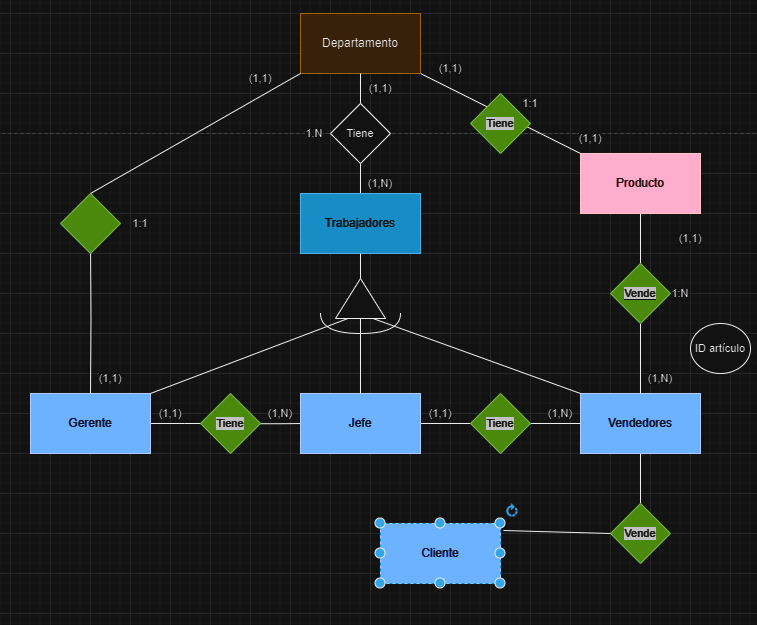 Departamento
(1,1)
(1,1)
(1,1)
1:1
Tiene
1.N
Tiene
(1,1)
Producto
(1,N)
Trabajadores
1:1
(1,1)
Vende
1:N
ID artículo
(1,1)
(1,N)
Gerente
(1,1)
Tiene
(1,N)
Jefe
(1,1)
Tiene
(1,N)
Vendedores
Vende
Cliente